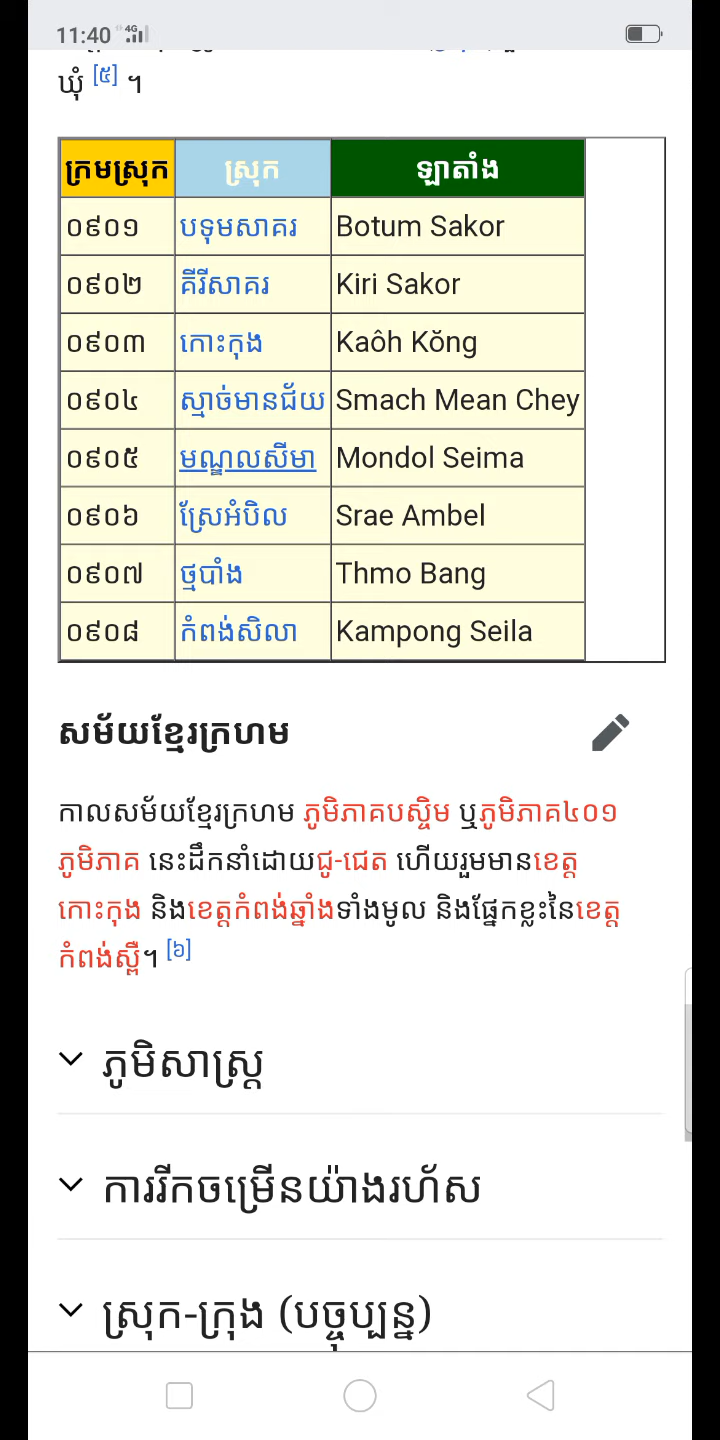 11:40 4G
ឃុំ [៥] ។
ក្រមស្រុក ស្រុក ឡាតាំង
០៩០១ បទុមសាគរ Botum Sakor
០៩០២ គីរីសាគរ Kiri Sakor
០៩០៣ កោះកុង Kaôh Kŏng
០៩០៤ ស្មាច់មានជ័យ Smach Mean Chey
០៩០៥ មណ្ឌលសីមា Mondol Seima
០៩០៦ ស្រែអំបិល Srae Ambel
០៩០៧ ថ្មបាំង Thmo Bang
០៩០៨ កំពង់សិលា Kampong Seila
សម័យខ្មែរក្រហម
កាលសម័យខ្មែរក្រហម ភូមិភាគបស្ចិម ឬភូមិភាគ៤០១
ភូមិភាគ នេះដឹកនាំដោយជូ-ជេត ហើយរួមមានខេត្ត
កោះកុង និងខេត្តកំពង់ឆ្នាំងទាំងមូល និងផ្នែកខ្លះនៃខេត្ត
កំពង់ស្ពឺ។ [៦]
ភូមិសាស្ត្រ
ការរីកចម្រើនយ៉ាងរហ័ស
ស្រុក-ក្រុង (បច្ចុប្បន្ន)